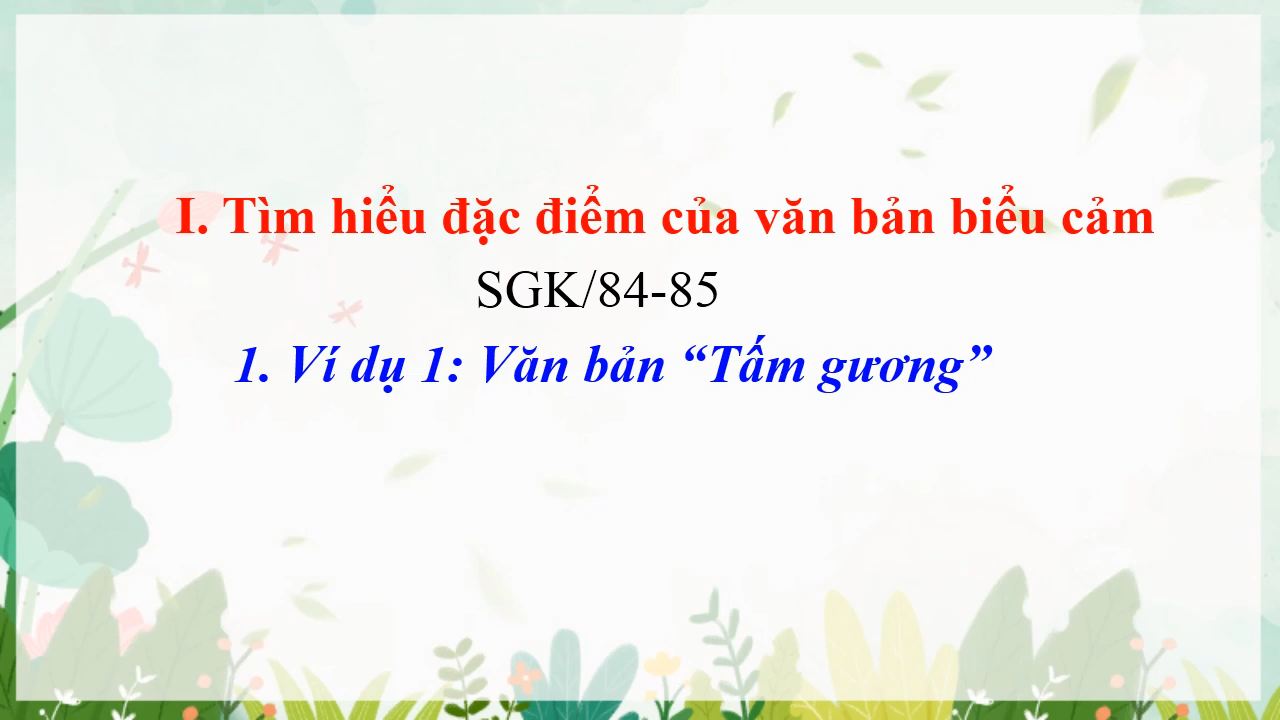 I. Tìm hiểu đặc điểm của văn bản biểu cảm
SGK/84-85
1. Ví dụ 1: Văn bản “Tấm gương”